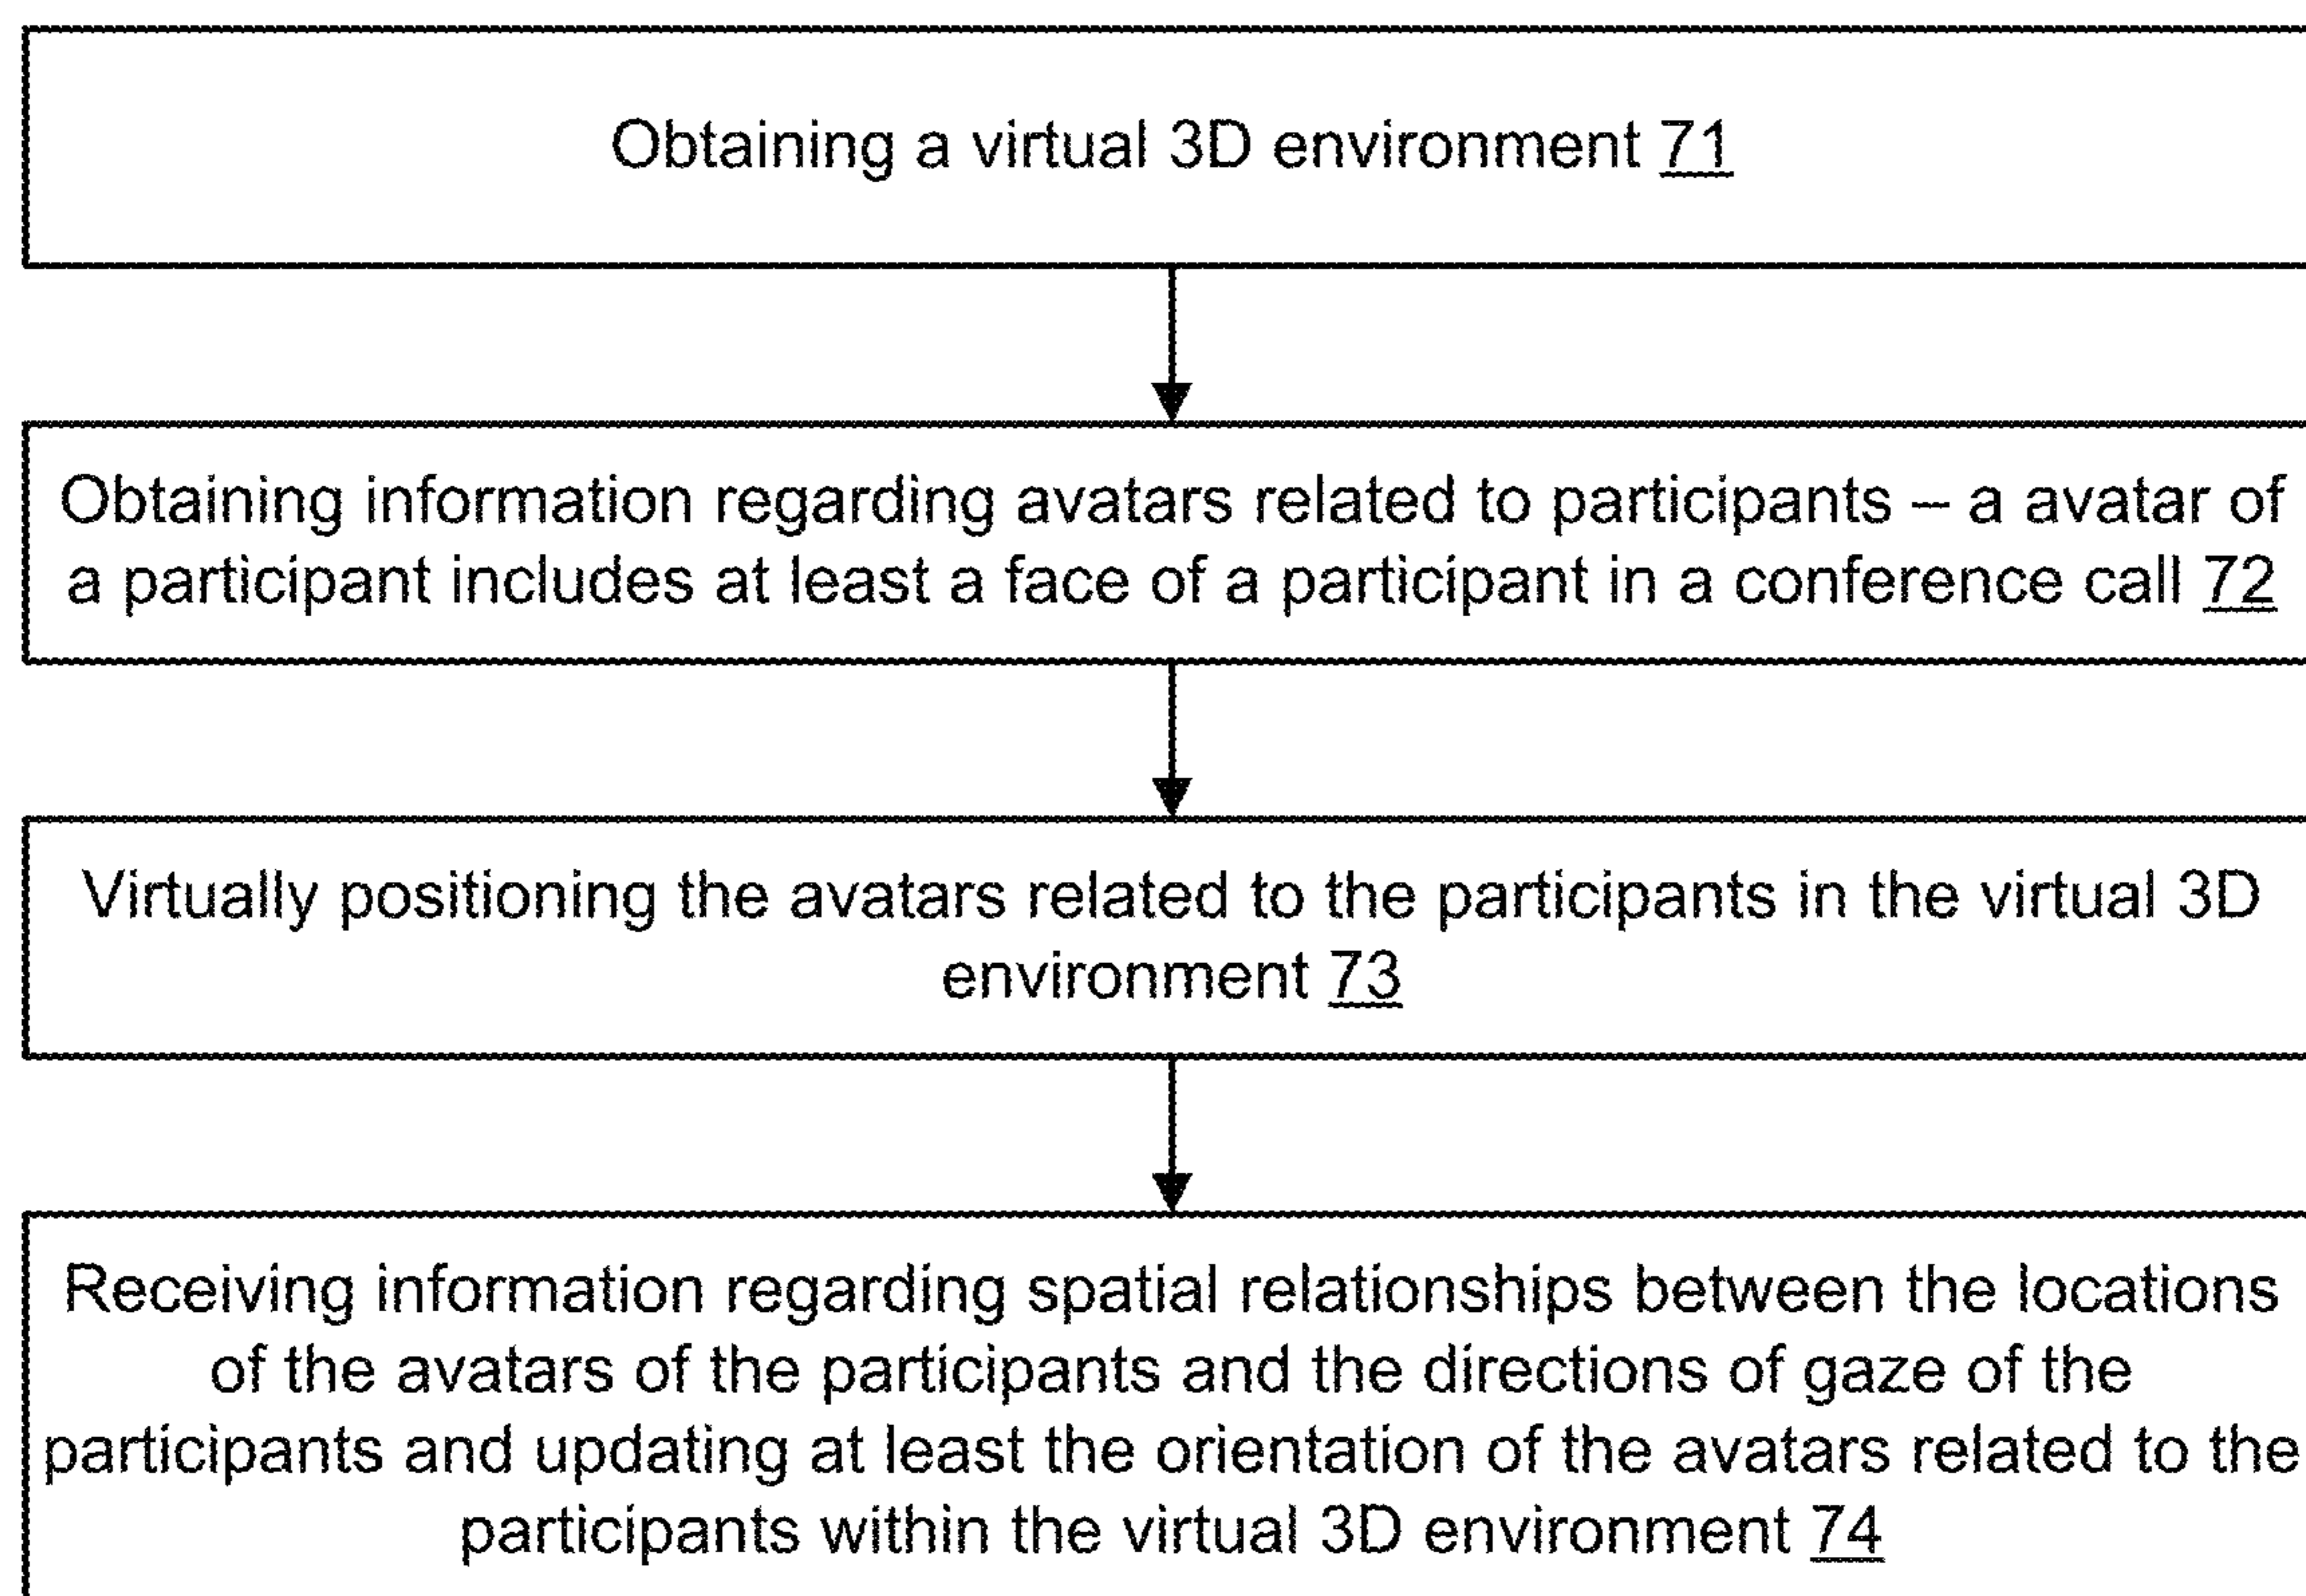 Obtaining a virtual 3D environment 71
Obtaining information regarding avatars related to participants – a avatar of
a participant includes at least a face of a participant in a conference call 72
Virtually positioning the avatars related to the participants in the virtual 3D
environment 73
Receiving information regarding spatial relationships between the locations
of the avatars of the participants and the directions of gaze of the
participants and updating at least the orientation of the avatars related to the
participants within the virtual 3D environment 74